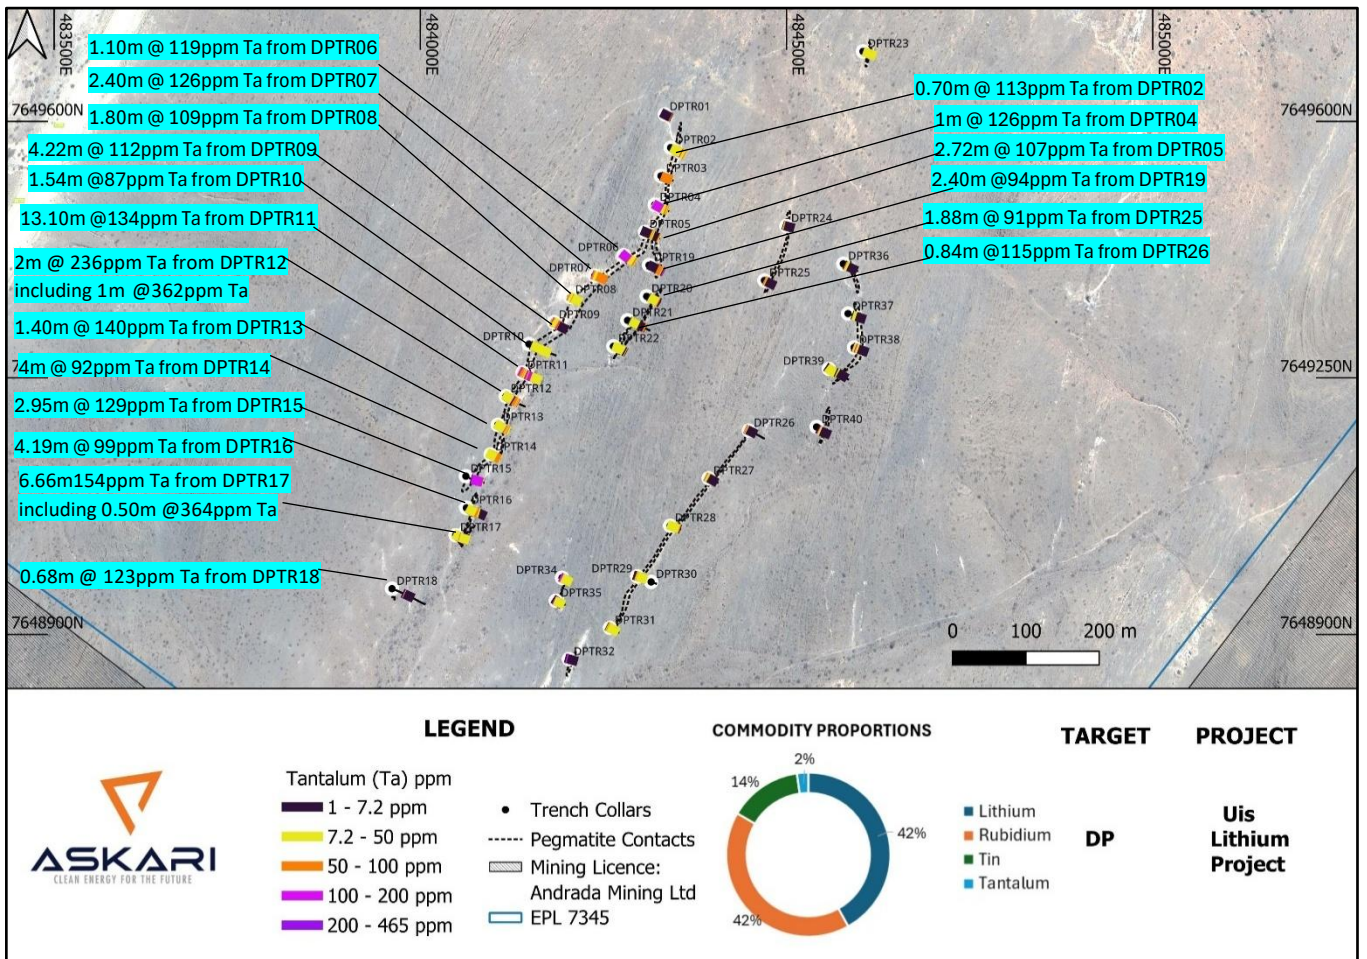 483500E
484000E
484500E
485000E
7649600N
7649600N
7649250N
7649250N
7648900N
7648900N
1.10m @ 119ppm Ta from DPTR06
2.40m @ 126ppm Ta from DPTR07
1.80m @ 109ppm Ta from DPTR08
4.22m @ 112ppm Ta from DPTR09
1.54m @87ppm Ta from DPTR10
13.10m @134ppm Ta from DPTR11
2m @ 236ppm Ta from DPTR12
including 1m @362ppm Ta
1.40m @ 140ppm Ta from DPTR13
4m @ 92ppm Ta from DPTR14
2.95m @ 129ppm Ta from DPTR15
4.19m @ 99ppm Ta from DPTR16
6.66m154ppm Ta from DPTR17
including 0.50m @364ppm Ta
0.68m @ 123ppm Ta from DPTR18
0.70m @ 113ppm Ta from DPTR02
1m @ 126ppm Ta from DPTR04
2.72m @ 107ppm Ta from DPTR05
2.40m @94ppm Ta from DPTR19
1.88m @ 91ppm Ta from DPTR25
0.84m @115ppm Ta from DPTR26
DPTR23
DPTR01
DPTR02
DPTR03
DPTR04
DPTR05
DPTR06
DPTR19
DPTR07
DPTR08
DPTR20
DPTR09
DPTR21
DPTR10
DPTR22
DPTR11
DPTR12
DPTR13
DPTR14
DPTR15
DPTR16
DPTR17
DPTR18
DPTR24
DPTR25
DPTR36
DPTR37
DPTR38
DPTR39
DPTR40
DPTR26
DPTR27
DPTR28
DPTR29
DPTR30
DPTR34
DPTR35
DPTR31
DPTR32
0 100 200 m
ASKARI
CLEAN ENERGY FOR THE FUTURE
LEGEND
Tantalum (Ta) ppm
1 - 7.2 ppm
7.2 - 50 ppm
50 - 100 ppm
100 - 200 ppm
200 - 465 ppm
Trench Collars
Pegmatite Contacts
Mining Licence:
Andrada Mining Ltd
EPL 7345
COMMODITY PROPORTIONS
2%
14%
42%
42%
Lithium
Rubidium
Tin
Tantalum
TARGET
DP
PROJECT
Uis
Lithium
Project